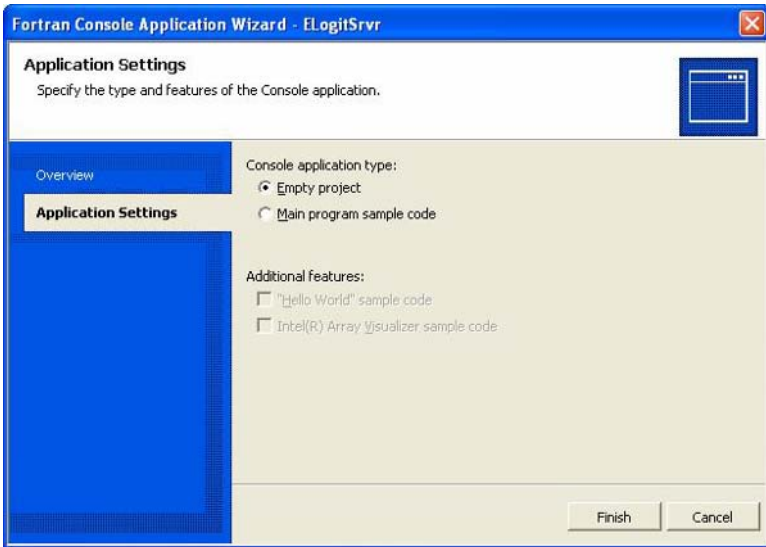 Fortran Console Application Wizard - ELogitSrvr
Application Settings
Specify the type and features of the Console application.
Overview
Application Settings
Console application type:
Empty project
Main program sample code
Additional features:
"Hello World" sample code
Intel(R) Array Visualizer sample code
Finish
Cancel